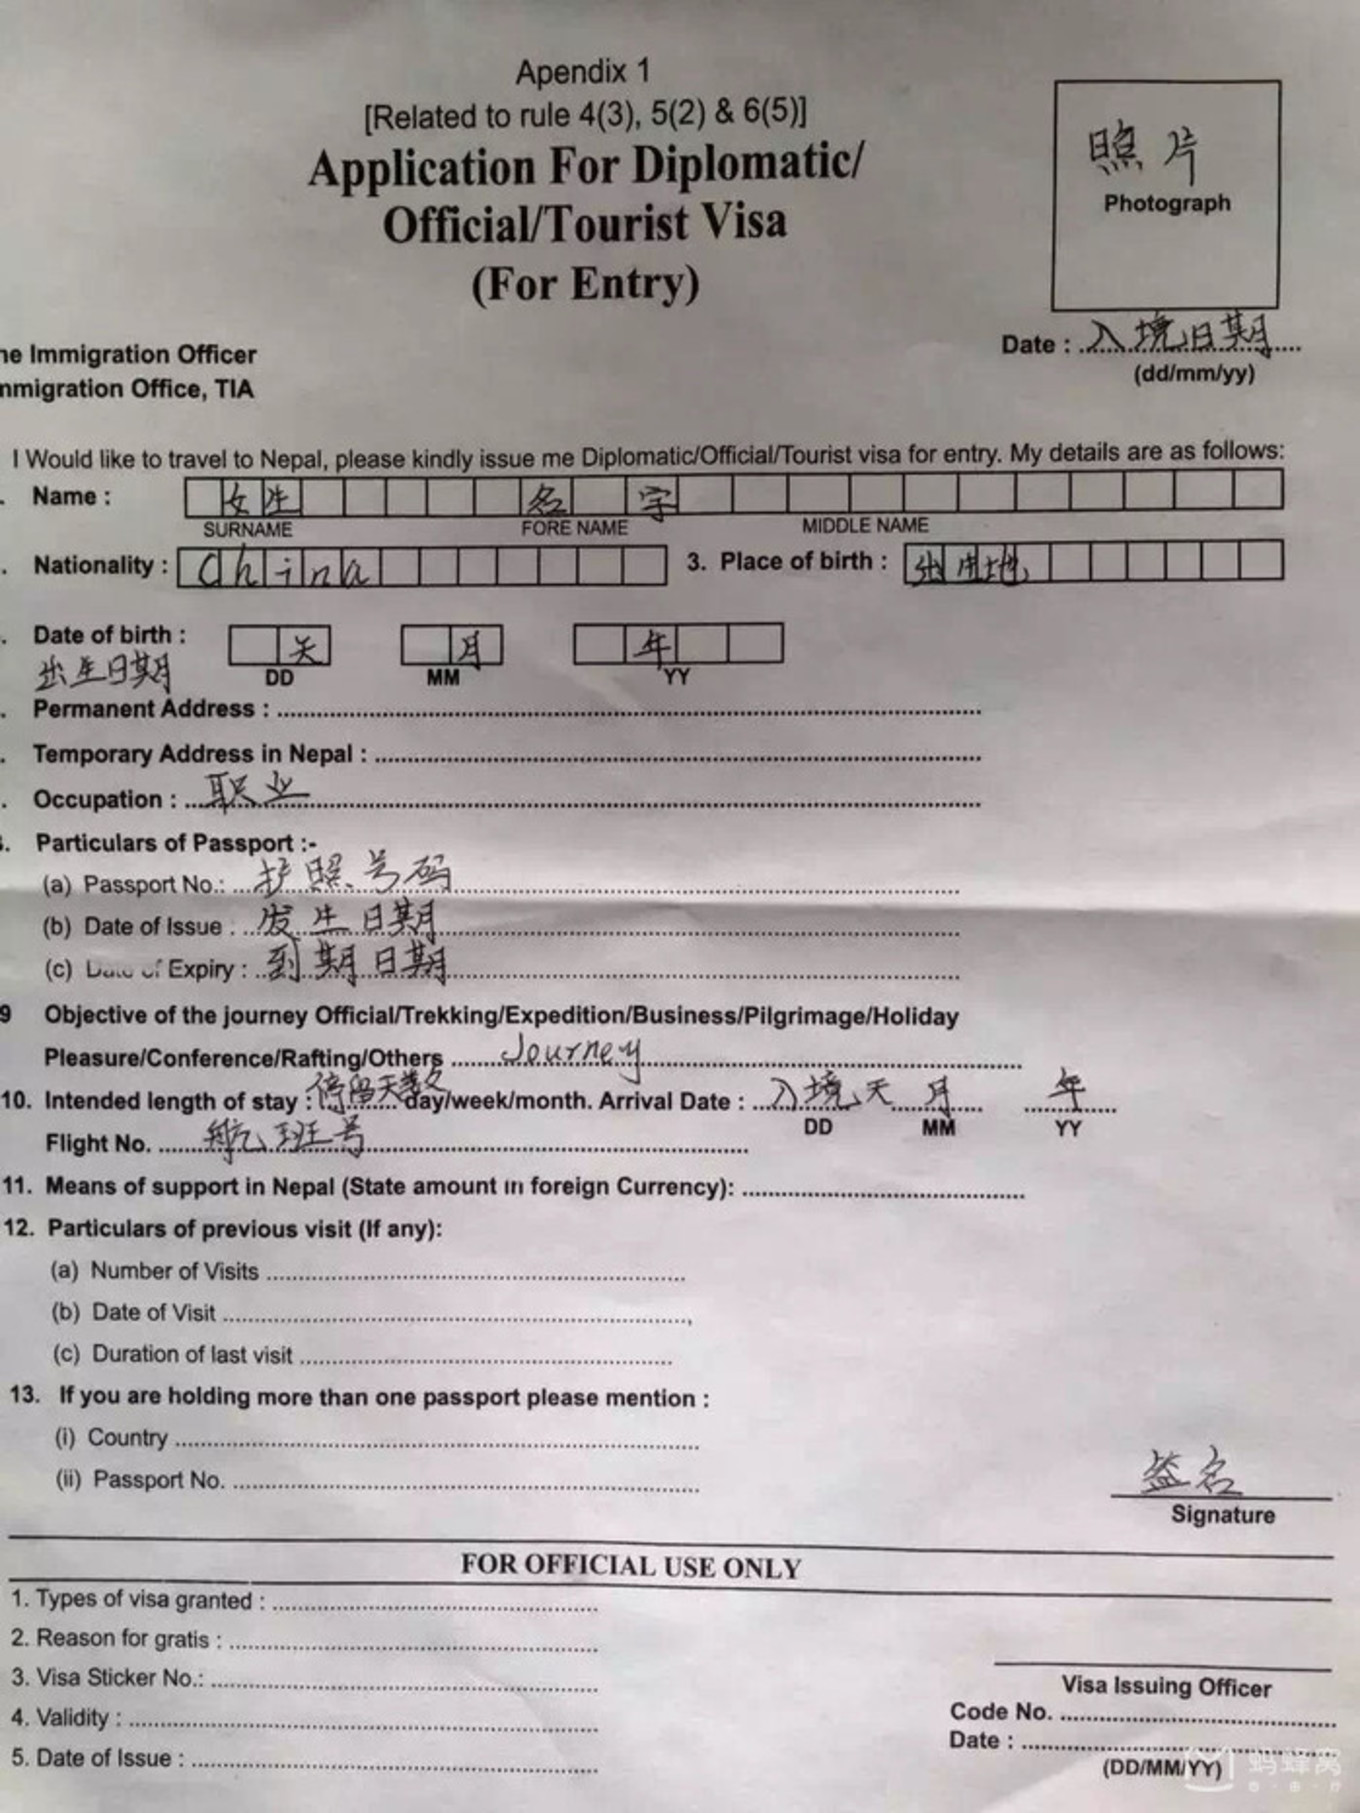 Apendix 1
[Related to rule 4(3), 5(2) & 6(5)]
Application For Diplomatic/
Official/Tourist Visa
(For Entry)
照片
Photograph
Date : 入境日期
(dd/mm/yy)
he Immigration Officer
mmigration Office, TIA
I Would like to travel to Nepal, please kindly issue me Diplomatic/Official/Tourist visa for entry. My details are as follows:
. Name : 女生 名 字
SURNAME FORE NAME MIDDLE NAME
. Nationality : China 3. Place of birth : 出生地
. Date of birth : 天 月 年
出生日期 DD MM YY
. Permanent Address :
. Temporary Address in Nepal :
. Occupation : 职业
. Particulars of Passport :-
(a) Passport No.: 护照号码
(b) Date of Issue : 发生日期
(c) Date of Expiry : 到期日期
9 Objective of the journey Official/Trekking/Expedition/Business/Pilgrimage/Holiday
Pleasure/Conference/Rafting/Others Journey
10. Intended length of stay : 停留天数 day/week/month. Arrival Date : 入境天 月 年
DD MM YY
Flight No. 航班号
11. Means of support in Nepal (State amount in foreign Currency):
12. Particulars of previous visit (If any):
(a) Number of Visits
(b) Date of Visit
(c) Duration of last visit
13. If you are holding more than one passport please mention :
(i) Country
(ii) Passport No.
签名
Signature
FOR OFFICIAL USE ONLY
1. Types of visa granted :
2. Reason for gratis :
3. Visa Sticker No.:
4. Validity :
5. Date of Issue :
Visa Issuing Officer
Code No.
Date :
(DD/MM/YY)
蚂蜂窝